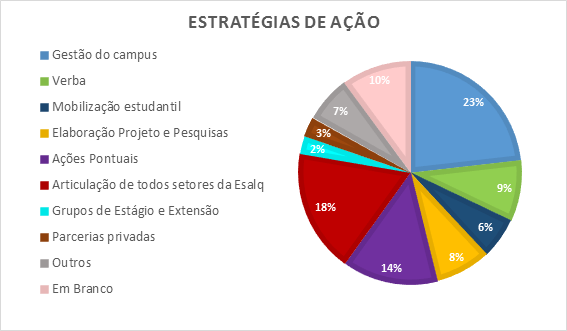 ESTRATÉGIAS DE AÇÃO
Gestão do campus
Verba
Mobilização estudantil
Elaboração Projeto e Pesquisas
Ações Pontuais
Articulação de todos setores da Esalq
Grupos de Estágio e Extensão
Parcerias privadas
Outros
Em Branco
23%
9%
6%
8%
14%
18%
2%
3%
7%
10%